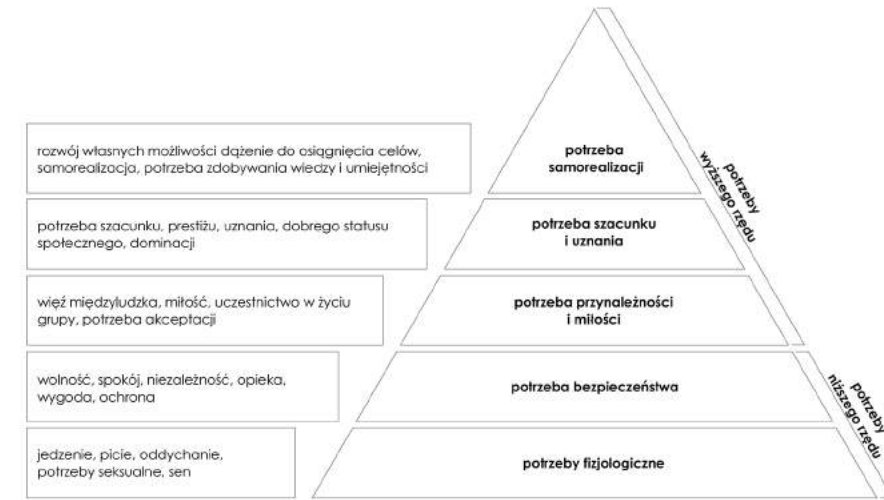 rozwój własnych możliwości dążenie do osiągnięcia celów,
samorealizacja, potrzeba zdobywania wiedzy i umiejętności
potrzeba
samorealizacji
potrzeby
wyższego rzędu
potrzeba szacunku, prestiżu, uznania, dobrego statusu
społecznego, dominacji
potrzeba szacunku
i uznania
więź międzyludzka, miłość, uczestnictwo w życiu
grupy, potrzeba akceptacji
potrzeba przynależności
i miłości
wolność, spokój, niezależność, opieka,
wygoda, ochrona
potrzeba bezpieczeństwa
potrzeby
niższego rzędu
jedzenie, picie, oddychanie,
potrzeby seksualne, sen
potrzeby fizjologiczne